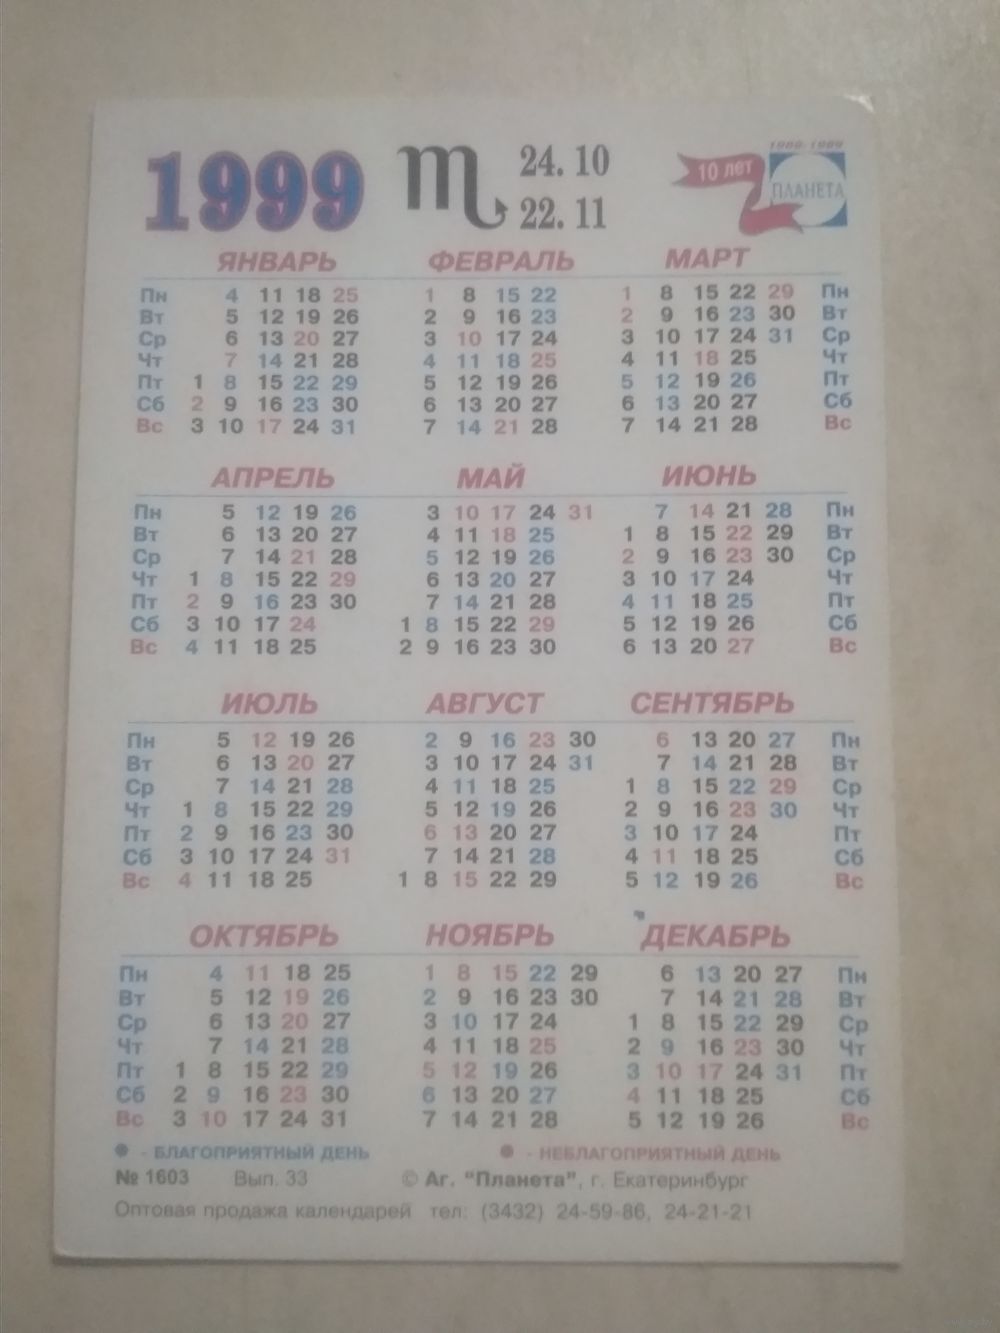 1999 24. 10
22. 11
10 лет
ПЛАНЕТА
ЯНВАРЬ ФЕВРАЛЬ МАРТ
Пн 4 11 18 25 1 8 15 22 1 8 15 22 29 Пн
Вт 5 12 19 26 2 9 16 23 2 9 16 23 30 Вт
Ср 6 13 20 27 3 10 17 24 3 10 17 24 31 Ср
Чт 7 14 21 28 4 11 18 25 4 11 18 25 Чт
Пт 1 8 15 22 29 5 12 19 26 5 12 19 26 Пт
Сб 2 9 16 23 30 6 13 20 27 6 13 20 27 Сб
Вс 3 10 17 24 31 7 14 21 28 7 14 21 28 Вс
АПРЕЛЬ МАЙ ИЮНЬ
Пн 5 12 19 26 3 10 17 24 31 7 14 21 28 Пн
Вт 6 13 20 27 4 11 18 25 1 8 15 22 29 Вт
Ср 7 14 21 28 5 12 19 26 2 9 16 23 30 Ср
Чт 1 8 15 22 29 6 13 20 27 3 10 17 24 Чт
Пт 2 9 16 23 30 7 14 21 28 4 11 18 25 Пт
Сб 3 10 17 24 1 8 15 22 29 5 12 19 26 Сб
Вс 4 11 18 25 2 9 16 23 30 6 13 20 27 Вс
ИЮЛЬ АВГУСТ СЕНТЯБРЬ
Пн 5 12 19 26 2 9 16 23 30 6 13 20 27 Пн
Вт 6 13 20 27 3 10 17 24 31 7 14 21 28 Вт
Ср 7 14 21 28 4 11 18 25 1 8 15 22 29 Ср
Чт 1 8 15 22 29 5 12 19 26 2 9 16 23 30 Чт
Пт 2 9 16 23 30 6 13 20 27 3 10 17 24 Пт
Сб 3 10 17 24 31 7 14 21 28 4 11 18 25 Сб
Вс 4 11 18 25 1 8 15 22 29 5 12 19 26 Вс
ОКТЯБРЬ НОЯБРЬ ДЕКАБРЬ
Пн 4 11 18 25 1 8 15 22 29 6 13 20 27 Пн
Вт 5 12 19 26 2 9 16 23 30 7 14 21 28 Вт
Ср 6 13 20 27 3 10 17 24 1 8 15 22 29 Ср
Чт 7 14 21 28 4 11 18 25 2 9 16 23 30 Чт
Пт 1 8 15 22 29 5 12 19 26 3 10 17 24 31 Пт
Сб 2 9 16 23 30 6 13 20 27 4 11 18 25 Сб
Вс 3 10 17 24 31 7 14 21 28 5 12 19 26 Вс
- БЛАГОПРИЯТНЫЙ ДЕНЬ - НЕБЛАГОПРИЯТНЫЙ ДЕНЬ
№ 1603 Вып. 33 © Аг. "Планета", г. Екатеринбург
Оптовая продажа календарей тел: (3432) 24-59-86, 24-21-21